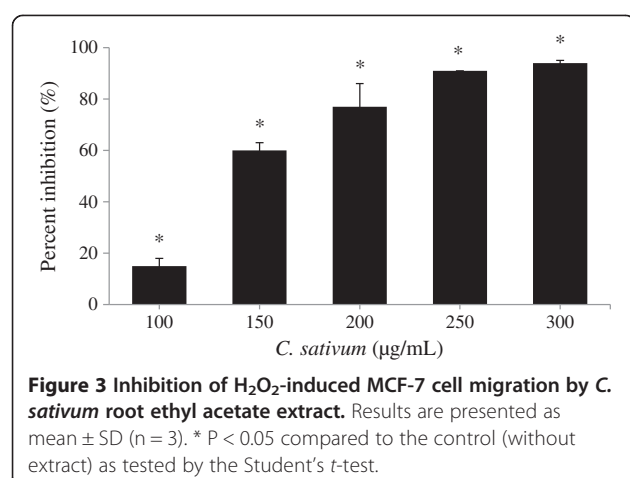 100
80
60
40
20
0
Percent inhibition (%)
* * * * *
100 150 200 250 300
C. sativum (µg/mL)
Figure 3 Inhibition of H₂O₂-induced MCF-7 cell migration by C.
sativum root ethyl acetate extract. Results are presented as
mean ± SD (n = 3). * P < 0.05 compared to the control (without
extract) as tested by the Student’s t-test.